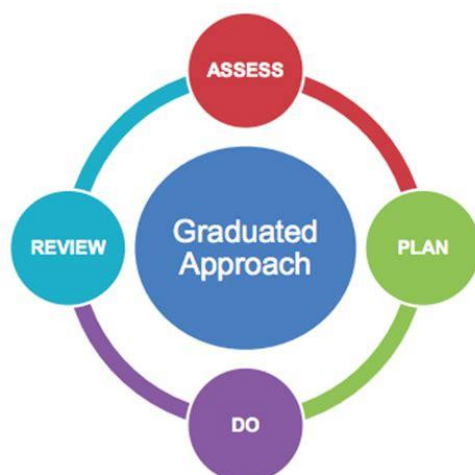 ASSESS
REVIEW
Graduated
Approach
PLAN
DO